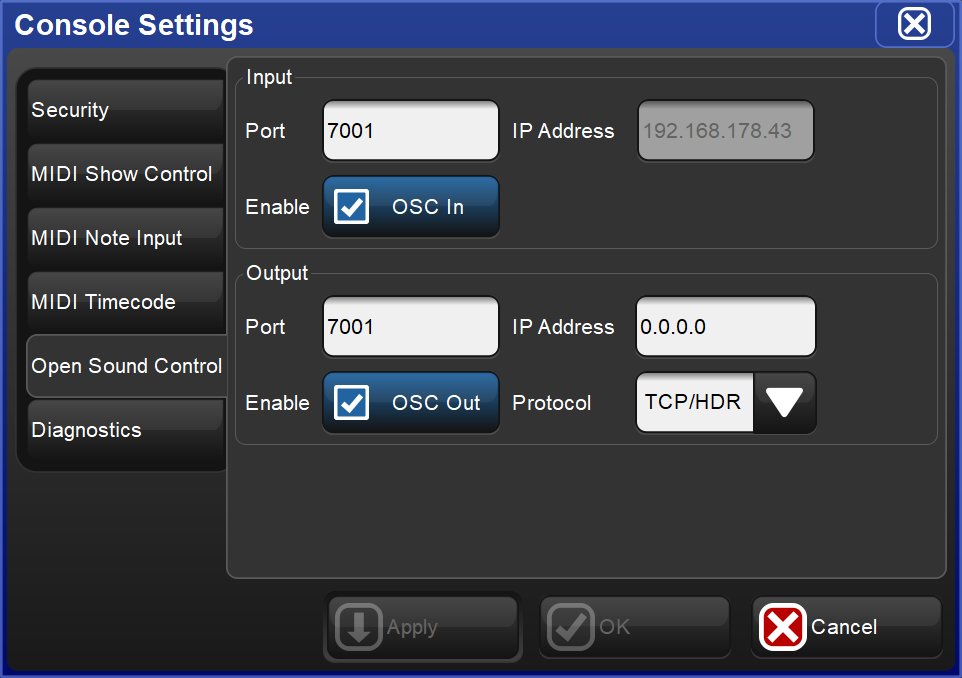 Console Settings
Security
MIDI Show Control
MIDI Note Input
MIDI Timecode
Open Sound Control
Diagnostics
Input
Port 7001 IP Address 192.168.178.43
Enable OSC In
Output
Port 7001 IP Address 0.0.0.0
Enable OSC Out Protocol TCP/HDR
Apply OK Cancel